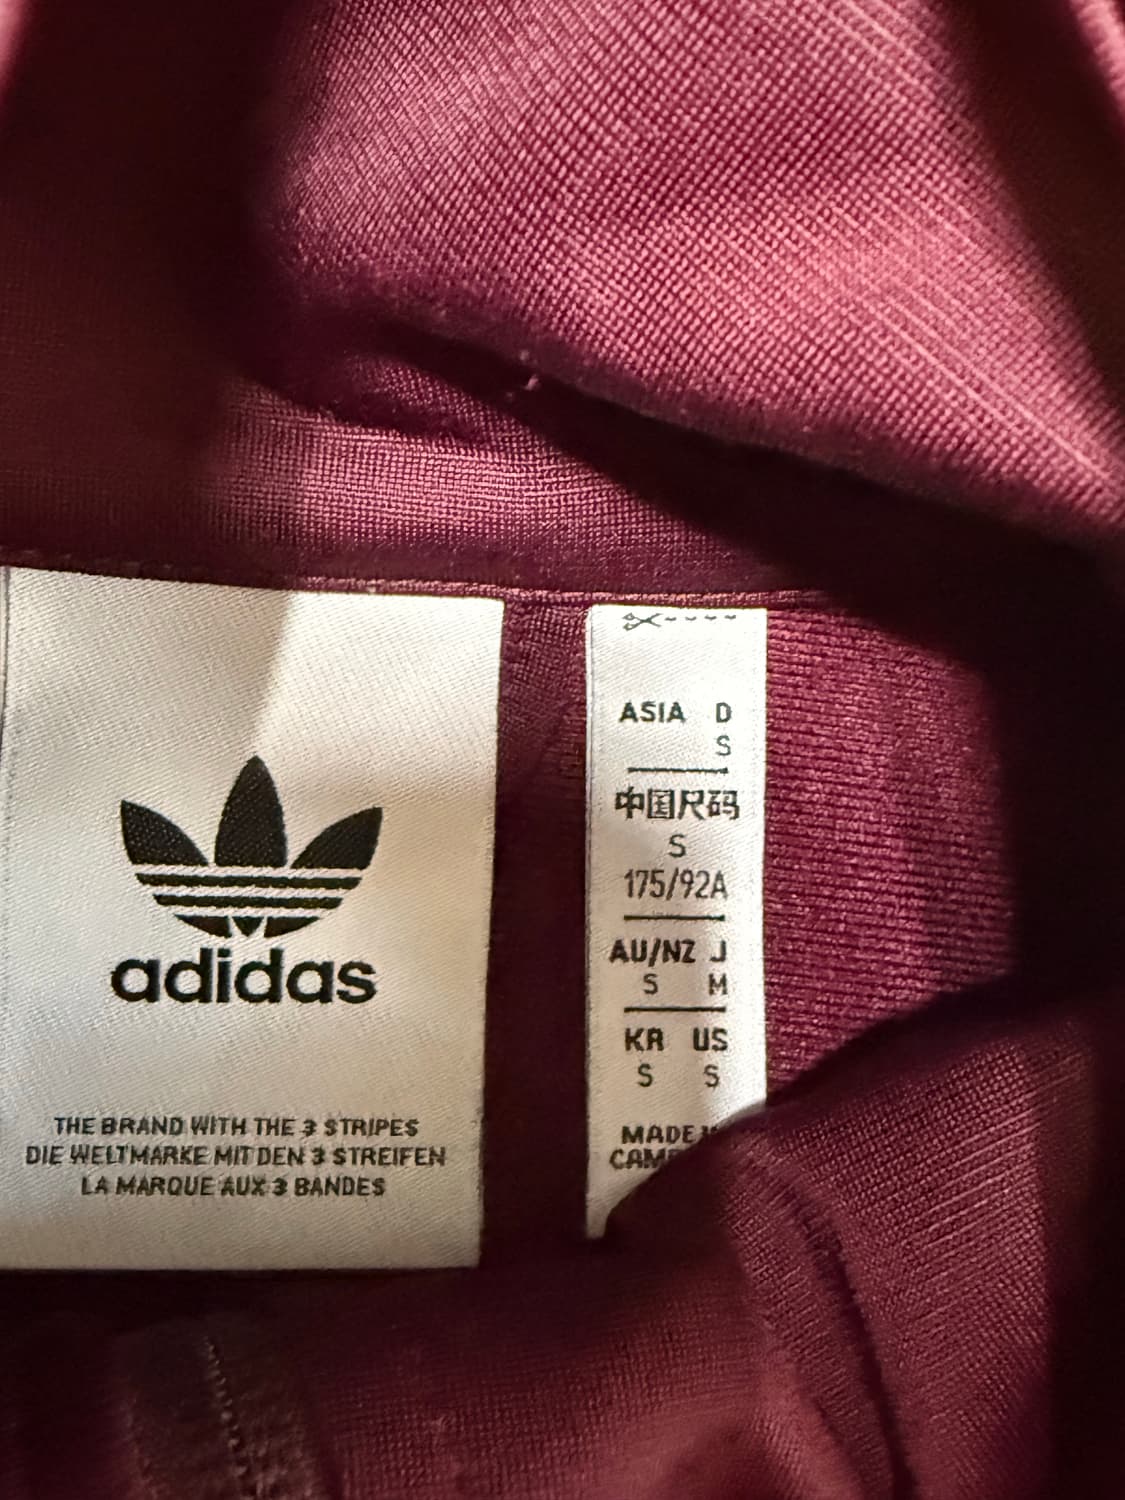 adidas
THE BRAND WITH THE 3 STRIPES
DIE WELTMARKE MIT DEN 3 STREIFEN
LA MARQUE AUX 3 BANDES
ASIA D
S
中国尺码
S
175/92A
AU/NZ J
S M
KR US
S S
MADE